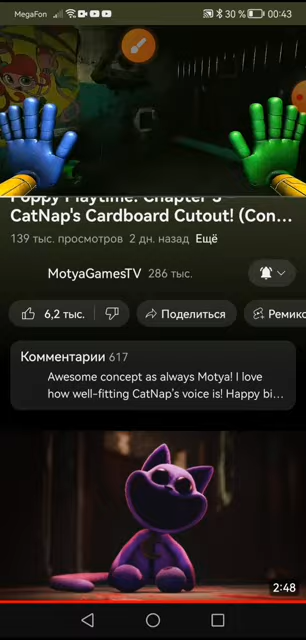 MegaFon 30 % 00:43
Poppy Playtime: Chapter 3
CatNap's Cardboard Cutout! (Con...
139 тыс. просмотров 2 дн. назад Ещё
MotyaGamesTV 286 тыс.
6,2 тыс. Поделиться Ремикс
Комментарии 617
Awesome concept as always Motya! I love
how well-fitting CatNap's voice is! Happy bi...
2:48